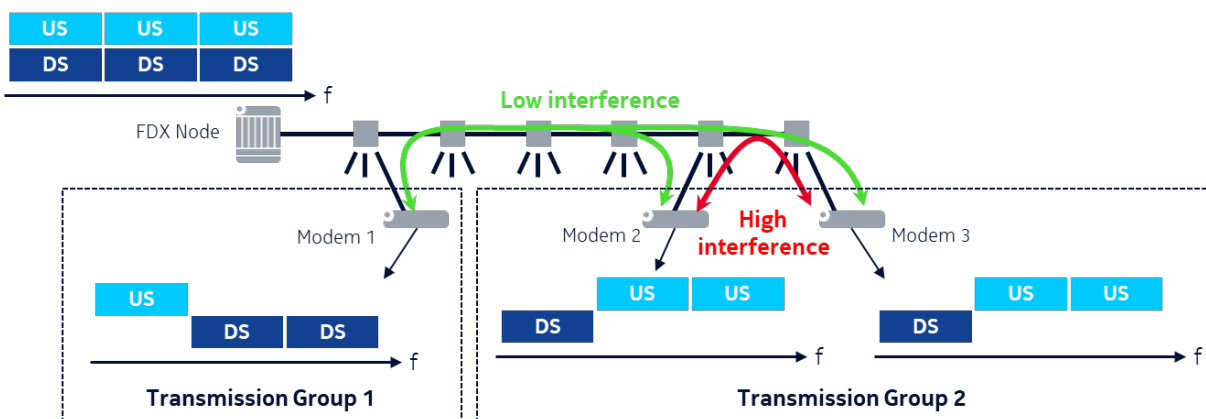 US US US
DS DS DS
f
Low interference
FDX Node
Modem 1
Modem 2
High
interference
Modem 3
US
DS DS
f
US US
DS
f
US US
DS
f
Transmission Group 1
Transmission Group 2